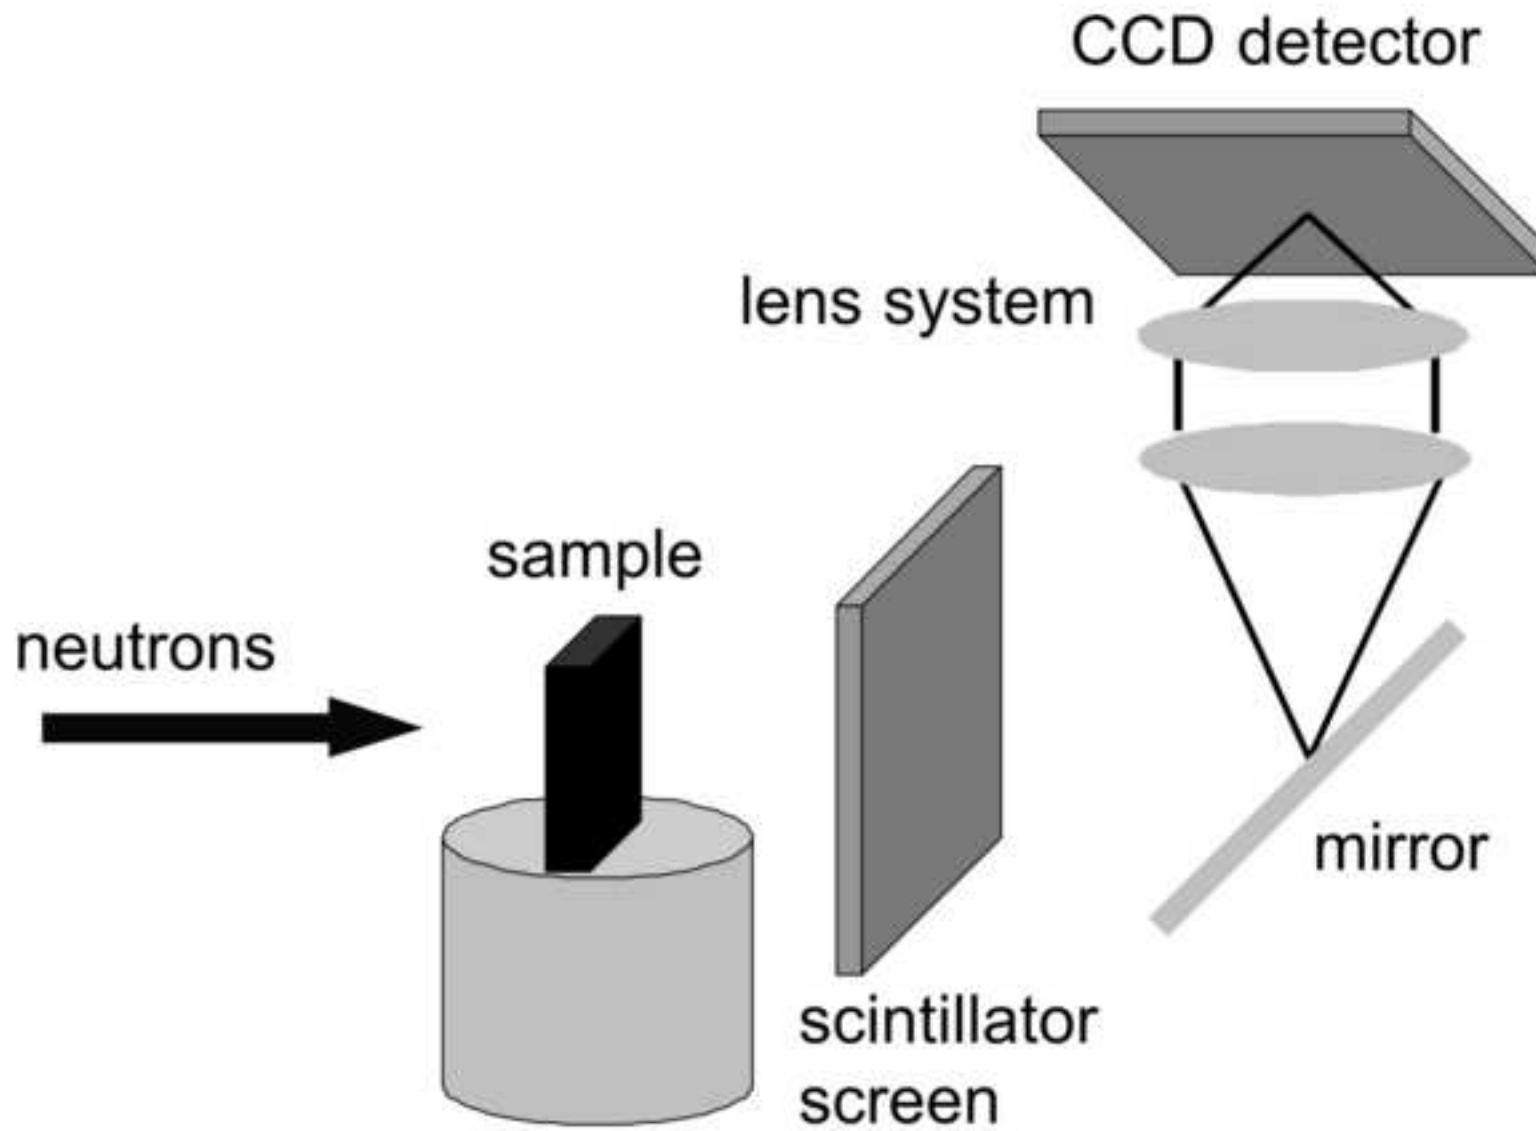 CCD detector
lens system
sample
neutrons
mirror
scintillator
screen